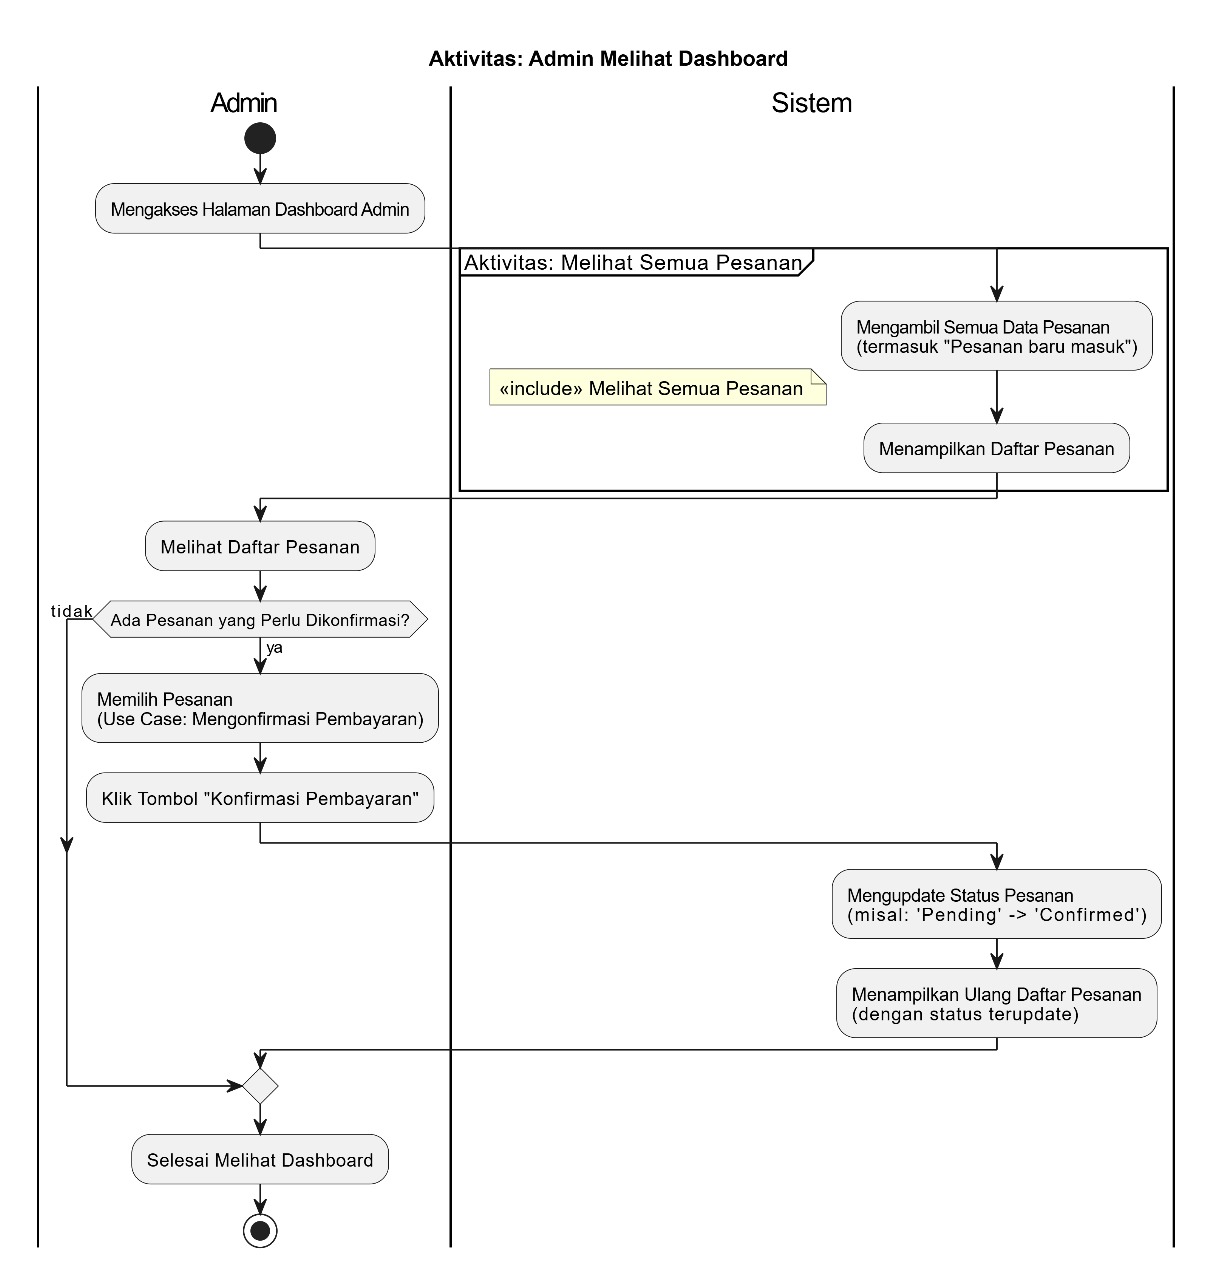 Aktivitas: Admin Melihat Dashboard
Admin
Sistem
Mengakses Halaman Dashboard Admin
Aktivitas: Melihat Semua Pesanan
Mengambil Semua Data Pesanan
(termasuk "Pesanan baru masuk")
«include» Melihat Semua Pesanan
Menampilkan Daftar Pesanan
Melihat Daftar Pesanan
tidak
Ada Pesanan yang Perlu Dikonfirmasi?
ya
Memilih Pesanan
(Use Case: Mengonfirmasi Pembayaran)
Klik Tombol "Konfirmasi Pembayaran"
Mengupdate Status Pesanan
(misal: 'Pending' -> 'Confirmed')
Menampilkan Ulang Daftar Pesanan
(dengan status terupdate)
Selesai Melihat Dashboard